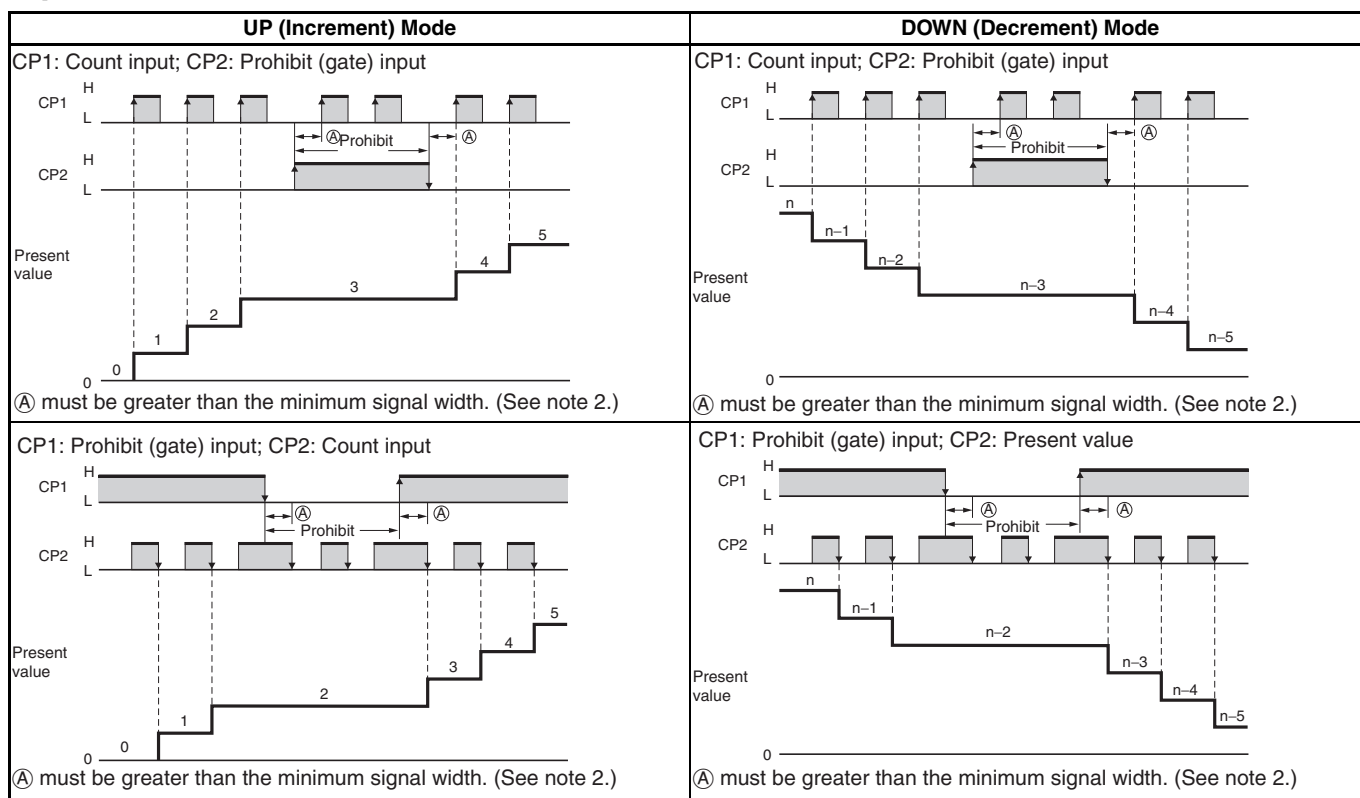 UP (Increment) Mode
DOWN (Decrement) Mode
CP1: Count input; CP2: Prohibit (gate) input
H
CP1
L
Ⓐ
Prohibit
Ⓐ
H
CP2
L
Present
value
0
0
1
2
3
4
5
Ⓐ must be greater than the minimum signal width. (See note 2.)
CP1: Count input; CP2: Prohibit (gate) input
H
CP1
L
Ⓐ
Prohibit
Ⓐ
H
CP2
L
Present
value
n
n–1
n–2
n–3
n–4
n–5
0
Ⓐ must be greater than the minimum signal width. (See note 2.)
CP1: Prohibit (gate) input; CP2: Count input
H
CP1
L
Ⓐ
Prohibit
Ⓐ
H
CP2
L
Present
value
0
0
1
2
3
4
5
Ⓐ must be greater than the minimum signal width. (See note 2.)
CP1: Prohibit (gate) input; CP2: Present value
H
CP1
L
Ⓐ
Prohibit
Ⓐ
H
CP2
L
Present
value
n
n–1
n–2
n–3
n–4
n–5
0
Ⓐ must be greater than the minimum signal width. (See note 2.)